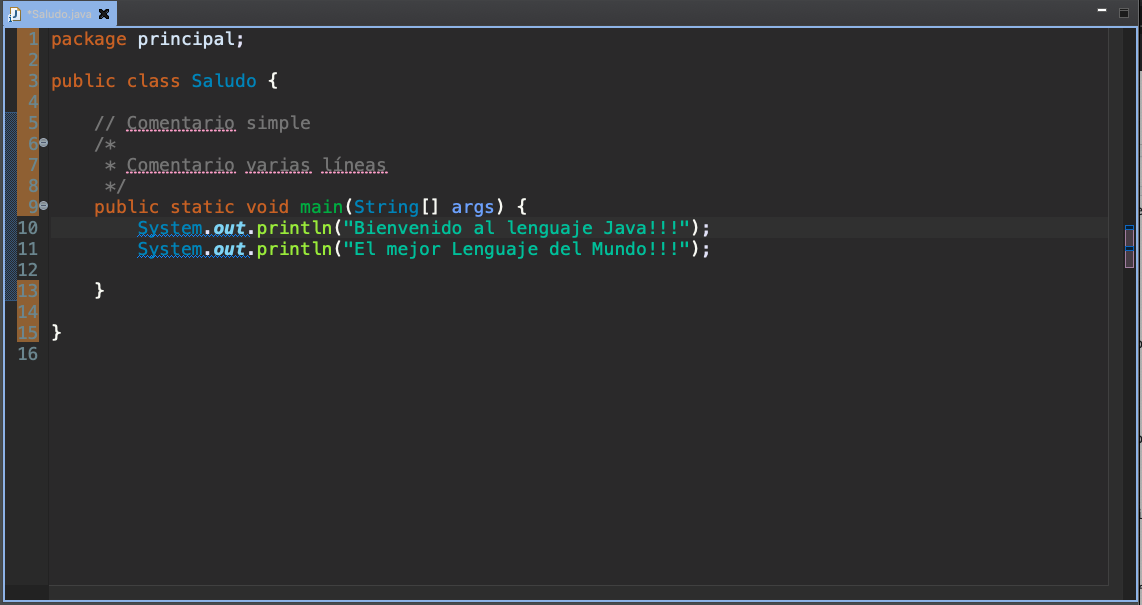 *Saludo.java
1 package principal;
2
3 public class Saludo {
4
5     // Comentario simple
6     /*
7      * Comentario varias líneas
8      */
9     public static void main(String[] args) {
10         System.out.println("Bienvenido al lenguaje Java!!!");
11         System.out.println("El mejor Lenguaje del Mundo!!!");
12
13     }
14
15 }
16